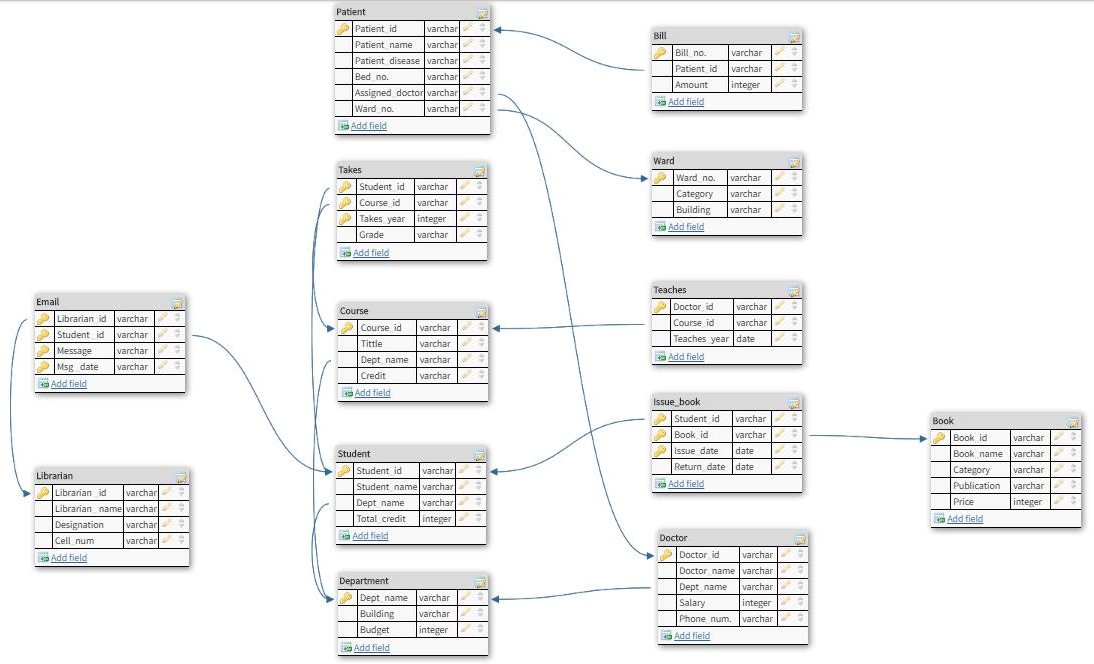 Patient
Patient_id varchar
Patient_name varchar
Patient_disease varchar
Bed_no. varchar
Assigned_doctor varchar
Ward_no. varchar
Add field
Bill
Bill_no. varchar
Patient_id varchar
Amount integer
Add field
Takes
Student_id varchar
Course_id varchar
Takes_year integer
Grade varchar
Add field
Ward
Ward_no. varchar
Category varchar
Building varchar
Add field
Email
Librarian_id varchar
Student_id varchar
Message varchar
Msg_date varchar
Add field
Course
Course_id varchar
Tittle varchar
Dept_name varchar
Credit varchar
Add field
Teaches
Doctor_id varchar
Course_id varchar
Teaches_year date
Add field
Issue_book
Student_id varchar
Book_id varchar
Issue_date date
Return_date date
Add field
Book
Book_id varchar
Book_name varchar
Category varchar
Publication varchar
Price integer
Add field
Librarian
Librarian_id varchar
Librarian_name varchar
Designation varchar
Cell_num varchar
Add field
Student
Student_id varchar
Student_name varchar
Dept_name varchar
Total_credit integer
Add field
Department
Dept_name varchar
Building varchar
Budget integer
Add field
Doctor
Doctor_id varchar
Doctor_name varchar
Dept_name varchar
Salary integer
Phone_num. varchar
Add field